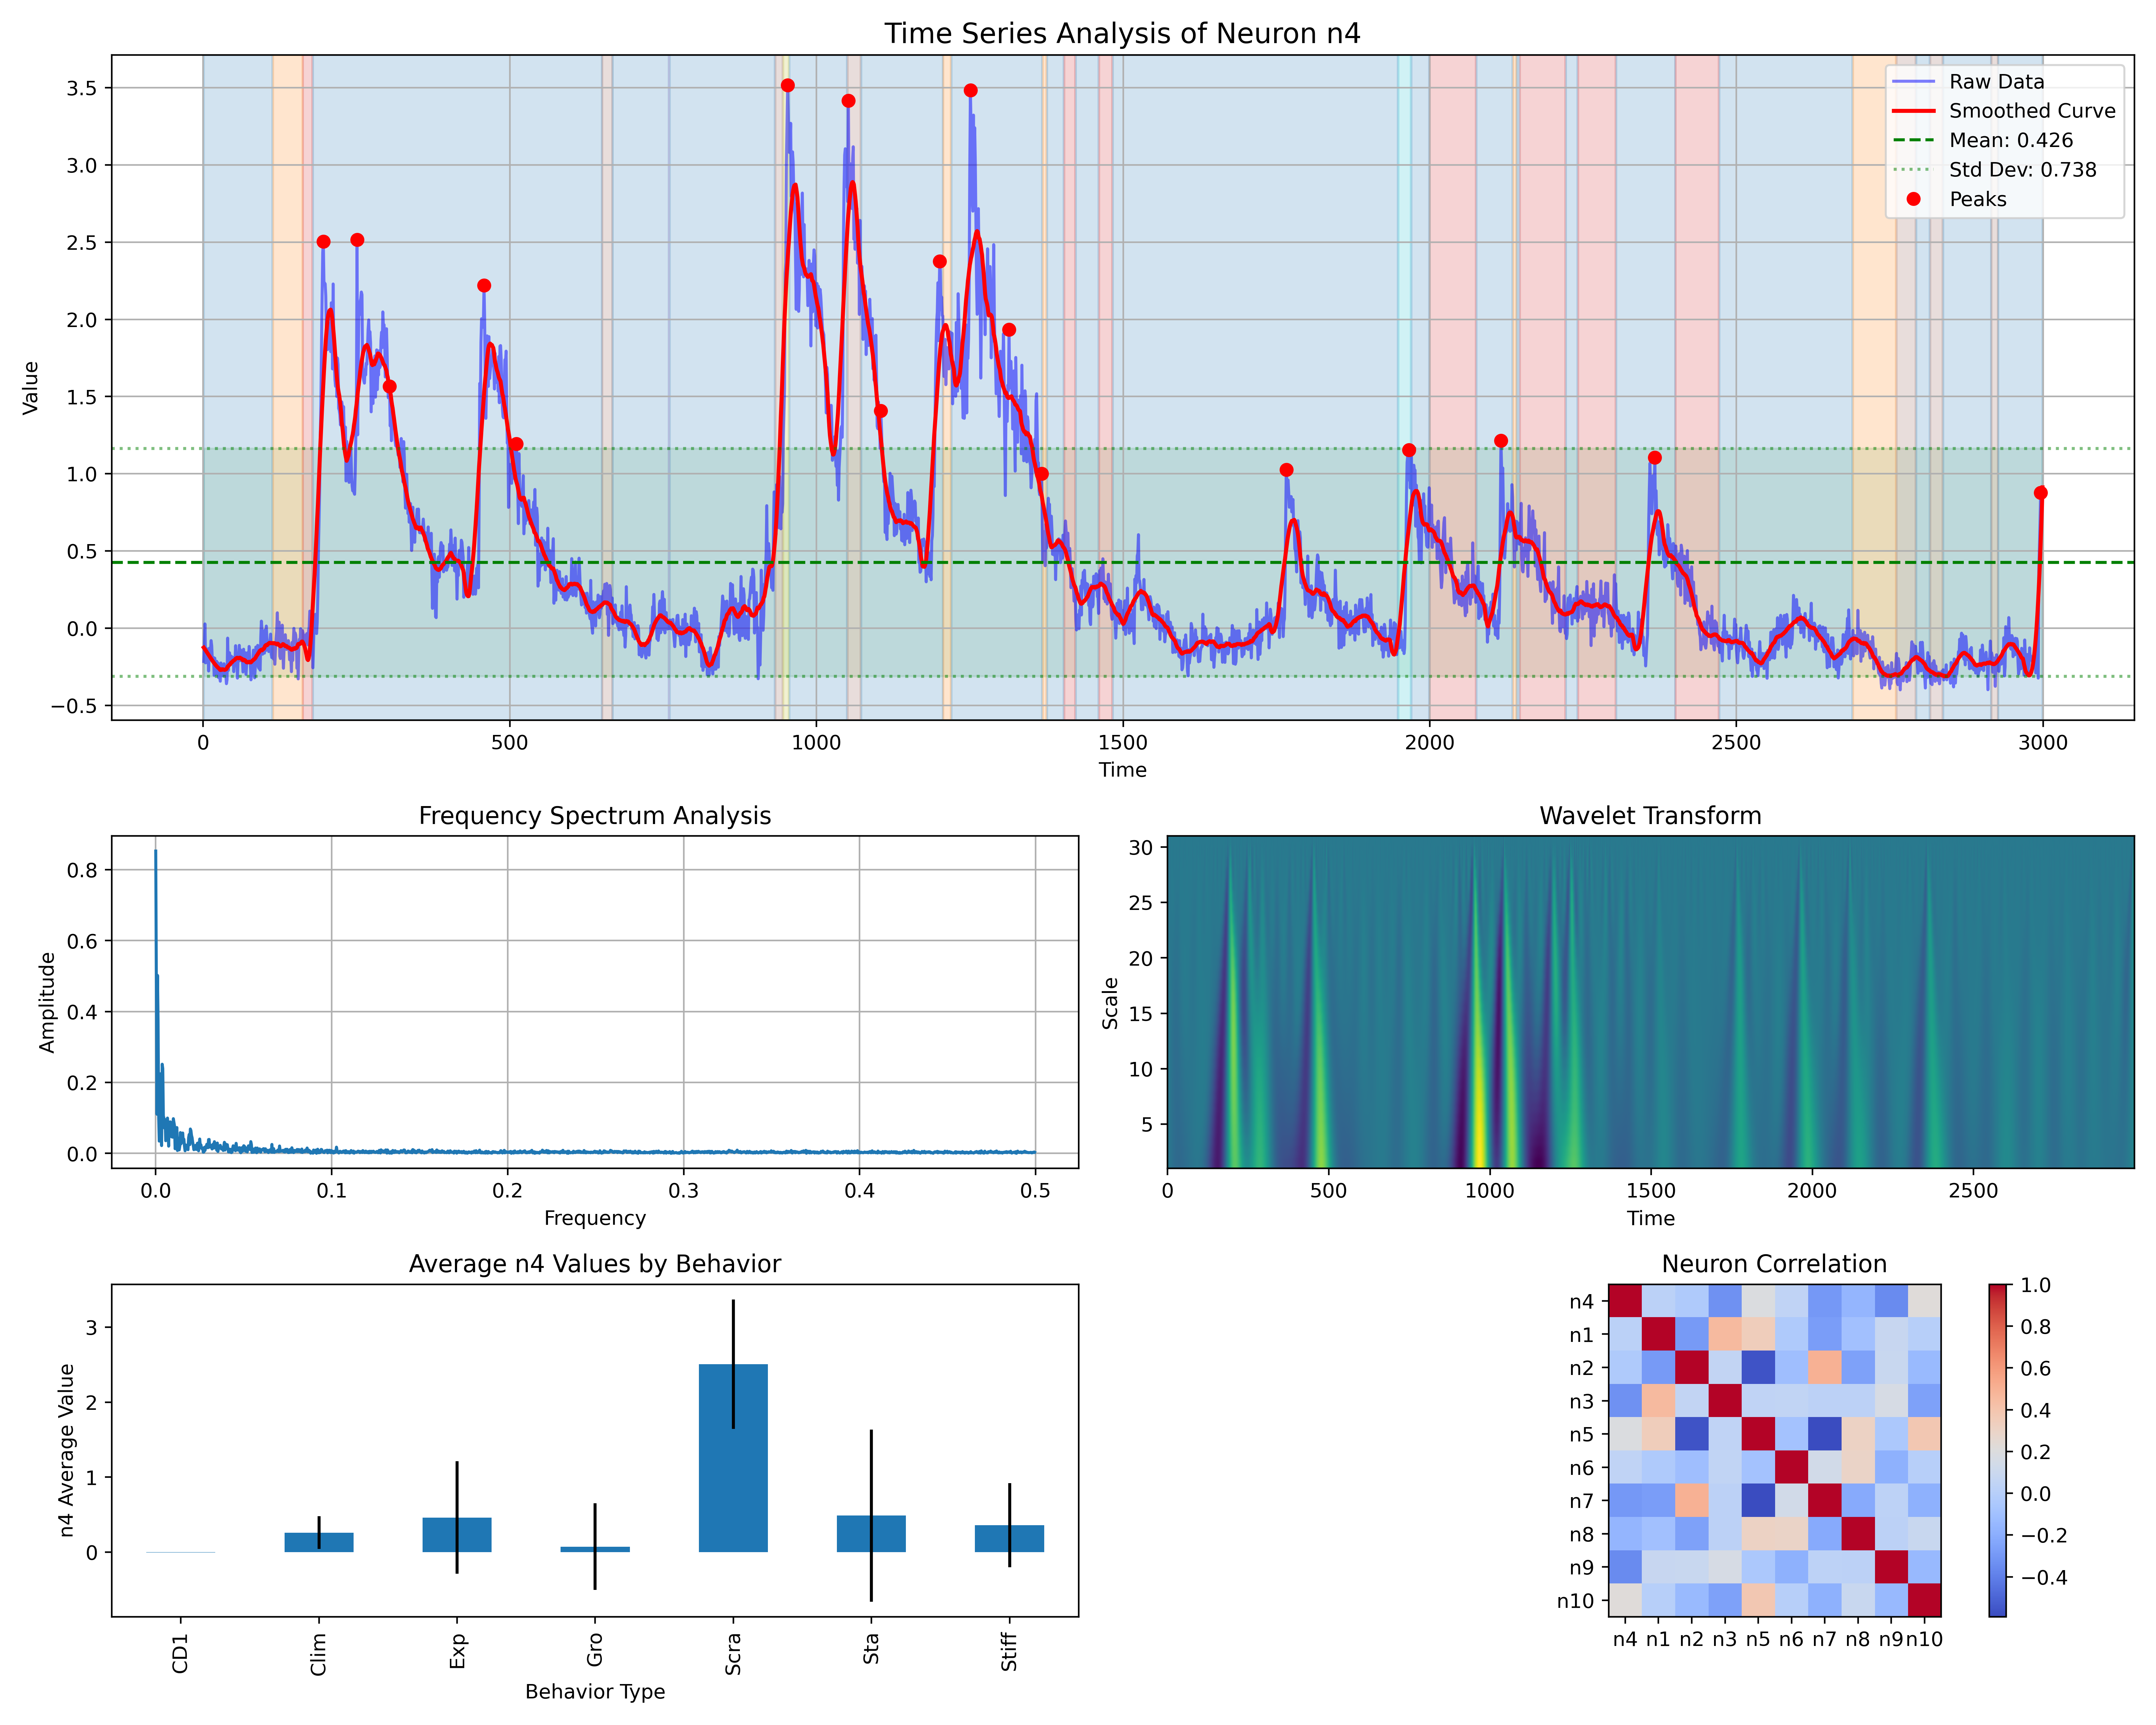 Time Series Analysis of Neuron n4
Value
3.5
3.0
2.5
2.0
1.5
1.0
0.5
0.0
−0.5
Raw Data
Smoothed Curve
Mean: 0.426
Std Dev: 0.738
Peaks
0 500 1000 1500 2000 2500 3000
Time
Frequency Spectrum Analysis
Amplitude
0.8
0.6
0.4
0.2
0.0
0.0 0.1 0.2 0.3 0.4 0.5
Frequency
Wavelet Transform
Scale
30
25
20
15
10
5
0 500 1000 1500 2000 2500
Time
Average n4 Values by Behavior
n4 Average Value
3
2
1
0
CD1 Clim Exp Gro Scra Sta Stiff
Behavior Type
Neuron Correlation
n4
n1
n2
n3
n5
n6
n7
n8
n9
n10
n4 n1 n2 n3 n5 n6 n7 n8 n9 n10
1.0
0.8
0.6
0.4
0.2
0.0
−0.2
−0.4